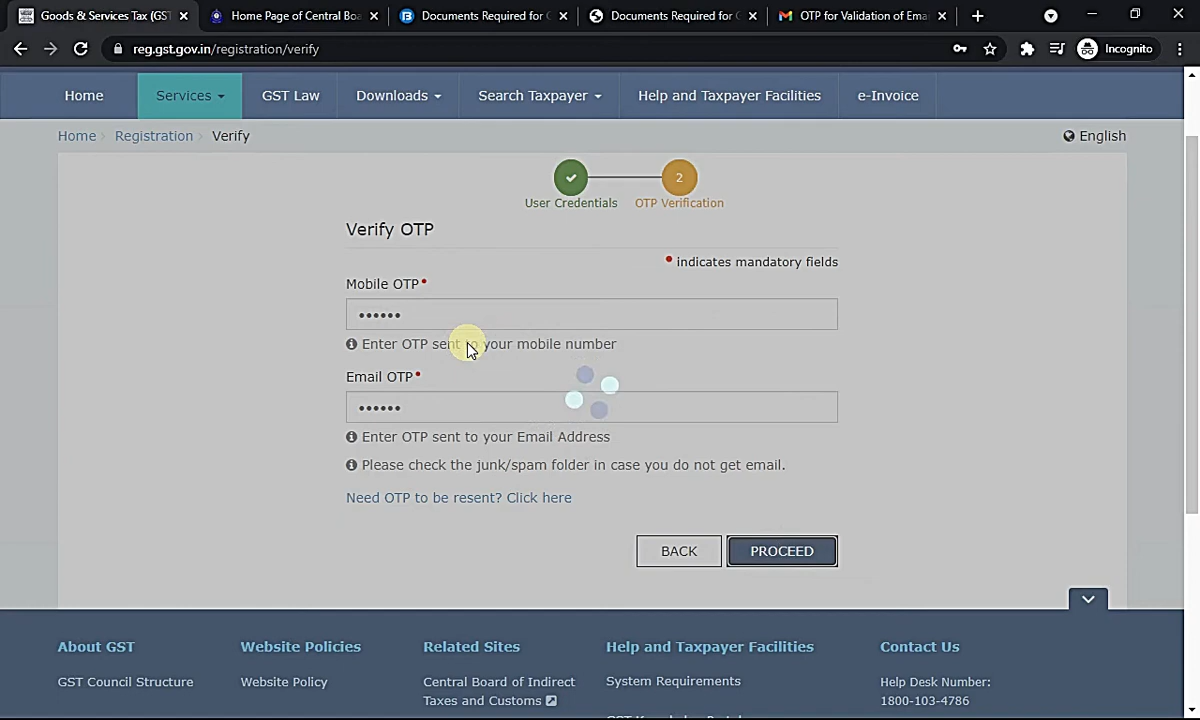 Goods & Services Tax (GST
Home Page of Central Boa
Documents Required for G
Documents Required for G
OTP for Validation of Emai
reg.gst.gov.in/registration/verify
Incognito
Home
Services
GST Law
Downloads
Search Taxpayer
Help and Taxpayer Facilities
e-Invoice
Home
Registration
Verify
English
2
User Credentials
OTP Verification
Verify OTP
• indicates mandatory fields
Mobile OTP•
••••••
Enter OTP sent to your mobile number
Email OTP•
••••••
Enter OTP sent to your Email Address
Please check the junk/spam folder in case you do not get email.
Need OTP to be resent? Click here
BACK
PROCEED
About GST
Website Policies
Related Sites
Help and Taxpayer Facilities
Contact Us
GST Council Structure
Website Policy
Central Board of Indirect
Taxes and Customs
System Requirements
Help Desk Number:
1800-103-4786